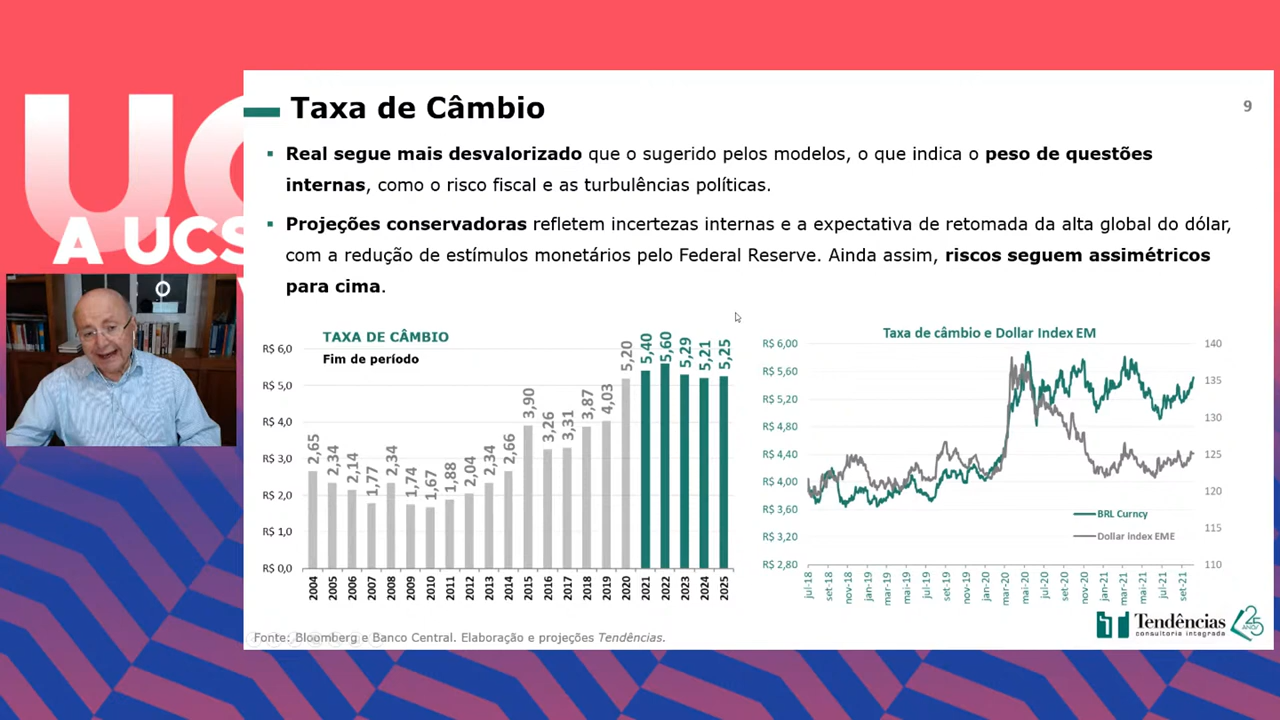 UC
A UCS
Taxa de Câmbio
9
▪ Real segue mais desvalorizado que o sugerido pelos modelos, o que indica o peso de questões
internas, como o risco fiscal e as turbulências políticas.
▪ Projeções conservadoras refletem incertezas internas e a expectativa de retomada da alta global do dólar,
com a redução de estímulos monetários pelo Federal Reserve. Ainda assim, riscos seguem assimétricos
para cima.
TAXA DE CÂMBIO
Fim de período
R$ 6,0
R$ 5,0
R$ 4,0
R$ 3,0
R$ 2,0
R$ 1,0
R$ 0,0
2,65 2,34 2,14 1,77 2,34 1,74 1,67 1,88 2,04 2,34 2,66 3,90 3,26 3,31 3,87 4,03 5,20 5,40 5,60 5,29 5,21 5,25
2004 2005 2006 2007 2008 2009 2010 2011 2012 2013 2014 2015 2016 2017 2018 2019 2020 2021 2022 2023 2024 2025
Taxa de câmbio e Dollar Index EM
R$ 6,00
R$ 5,60
R$ 5,20
R$ 4,80
R$ 4,40
R$ 4,00
R$ 3,60
R$ 3,20
R$ 2,80
140
135
130
125
120
115
110
BRL Curncy
Dollar index EME
jul-18 set-18 nov-18 jan-19 mar-19 mai-19 jul-19 set-19 nov-19 jan-20 mar-20 mai-20 jul-20 set-20 nov-20 jan-21 mar-21 mai-21 jul-21 set-21
Fonte: Bloomberg e Banco Central. Elaboração e projeções Tendências.
Tendências
consultoria integrada
25